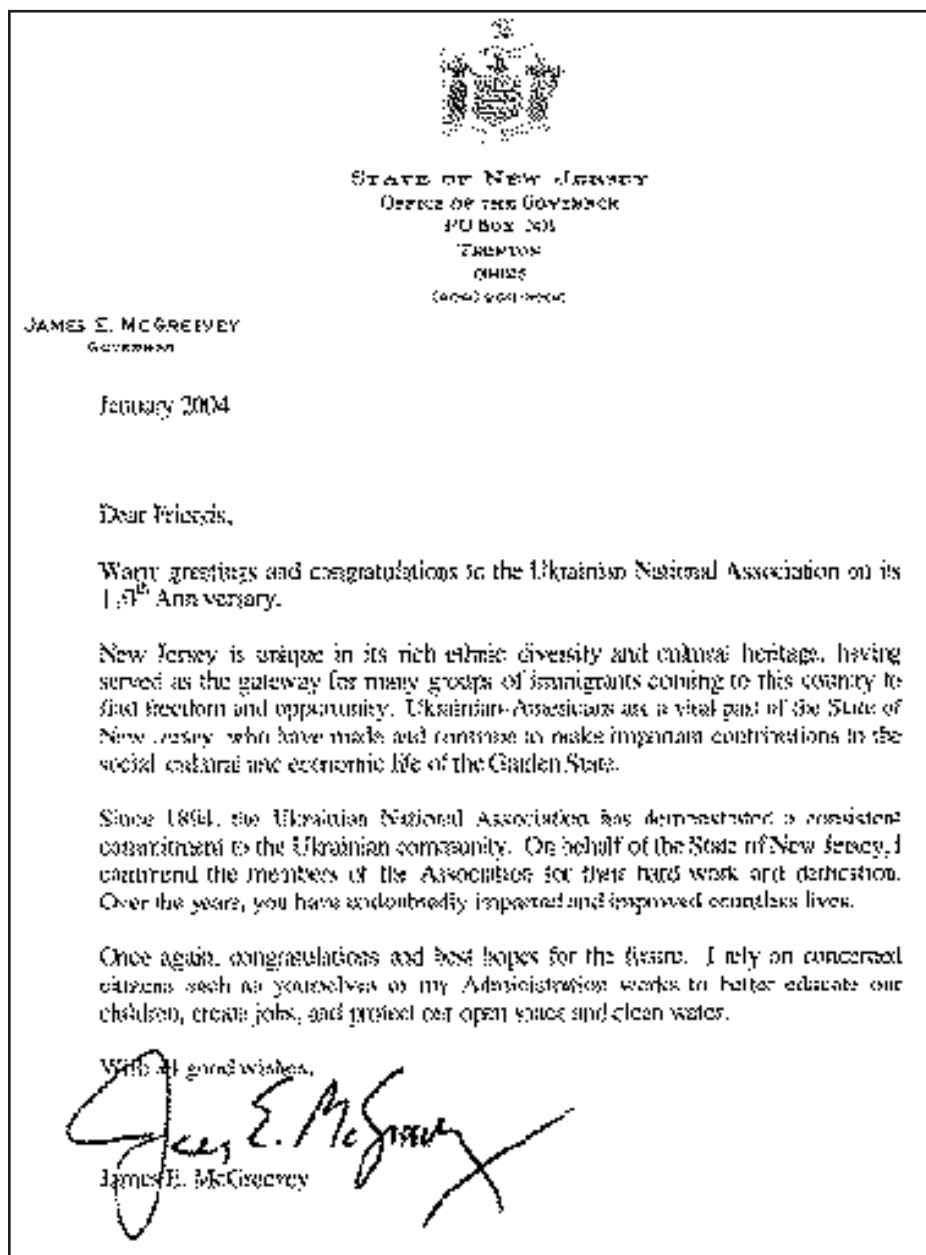 STATE OF NEW JERSEY
OFFICE OF THE GOVERNOR
PO BOX
TRENTON
JAMES E. MCGREEVEY
GOVERNOR
January 2004
Dear Friends,
Warm greetings and congratulations to the Ukrainian National Association on its
Anniversary.
New Jersey is unique in its rich ethnic diversity and cultural heritage, having
served as the gateway for many groups of immigrants coming to this country to
find freedom and opportunity. Ukrainian-Americans are a vital part of the State of
New Jersey, who have made and continue to make important contributions to the
social, cultural and economic life of the Garden State.
Since 1894, the Ukrainian National Association has demonstrated a consistent
commitment to the Ukrainian community. On behalf of the State of New Jersey, I
commend the members of the Association for their hard work and dedication.
Over the years, you have undoubtedly impacted and improved countless lives.
Once again, congratulations and best hopes for the future. I rely on concerned
citizens such as yourselves as my Administration works to better educate our
children, create jobs, and protect our open space and clean water.
With all good wishes,
James E. McGreevey
James E. McGreevey